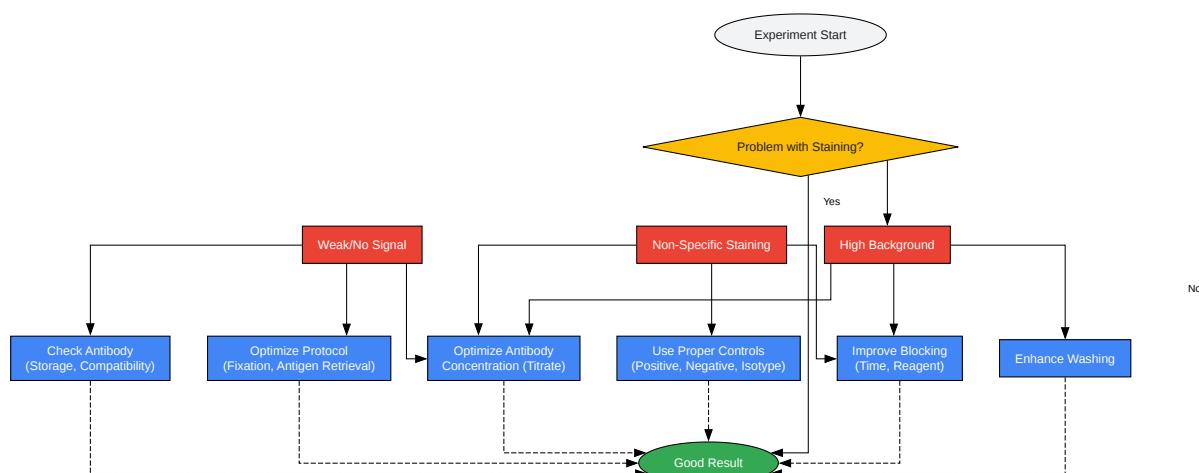 Experiment Start
Problem with Staining?
Yes
Weak/No Signal
Non-Specific Staining
High Background
No
Check Antibody
(Storage, Compatibility)
Optimize Protocol
(Fixation, Antigen Retrieval)
Optimize Antibody
Concentration (Titrate)
Use Proper Controls
(Positive, Negative, Isotype)
Improve Blocking
(Time, Reagent)
Enhance Washing
Good Result